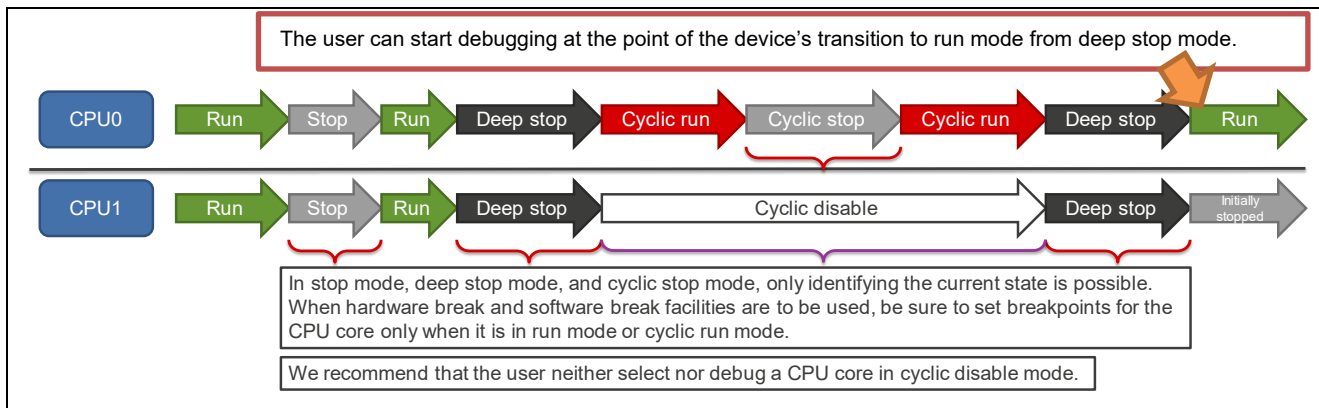 The user can start debugging at the point of the device's transition to run mode from deep stop mode.
CPU0
Run
Stop
Run
Deep stop
Cyclic run
Cyclic stop
Cyclic run
Deep stop
Run
CPU1
Run
Stop
Run
Deep stop
Cyclic disable
Deep stop
Initially
stopped
In stop mode, deep stop mode, and cyclic stop mode, only identifying the current state is possible.
When hardware break and software break facilities are to be used, be sure to set breakpoints for the
CPU core only when it is in run mode or cyclic run mode.
We recommend that the user neither select nor debug a CPU core in cyclic disable mode.